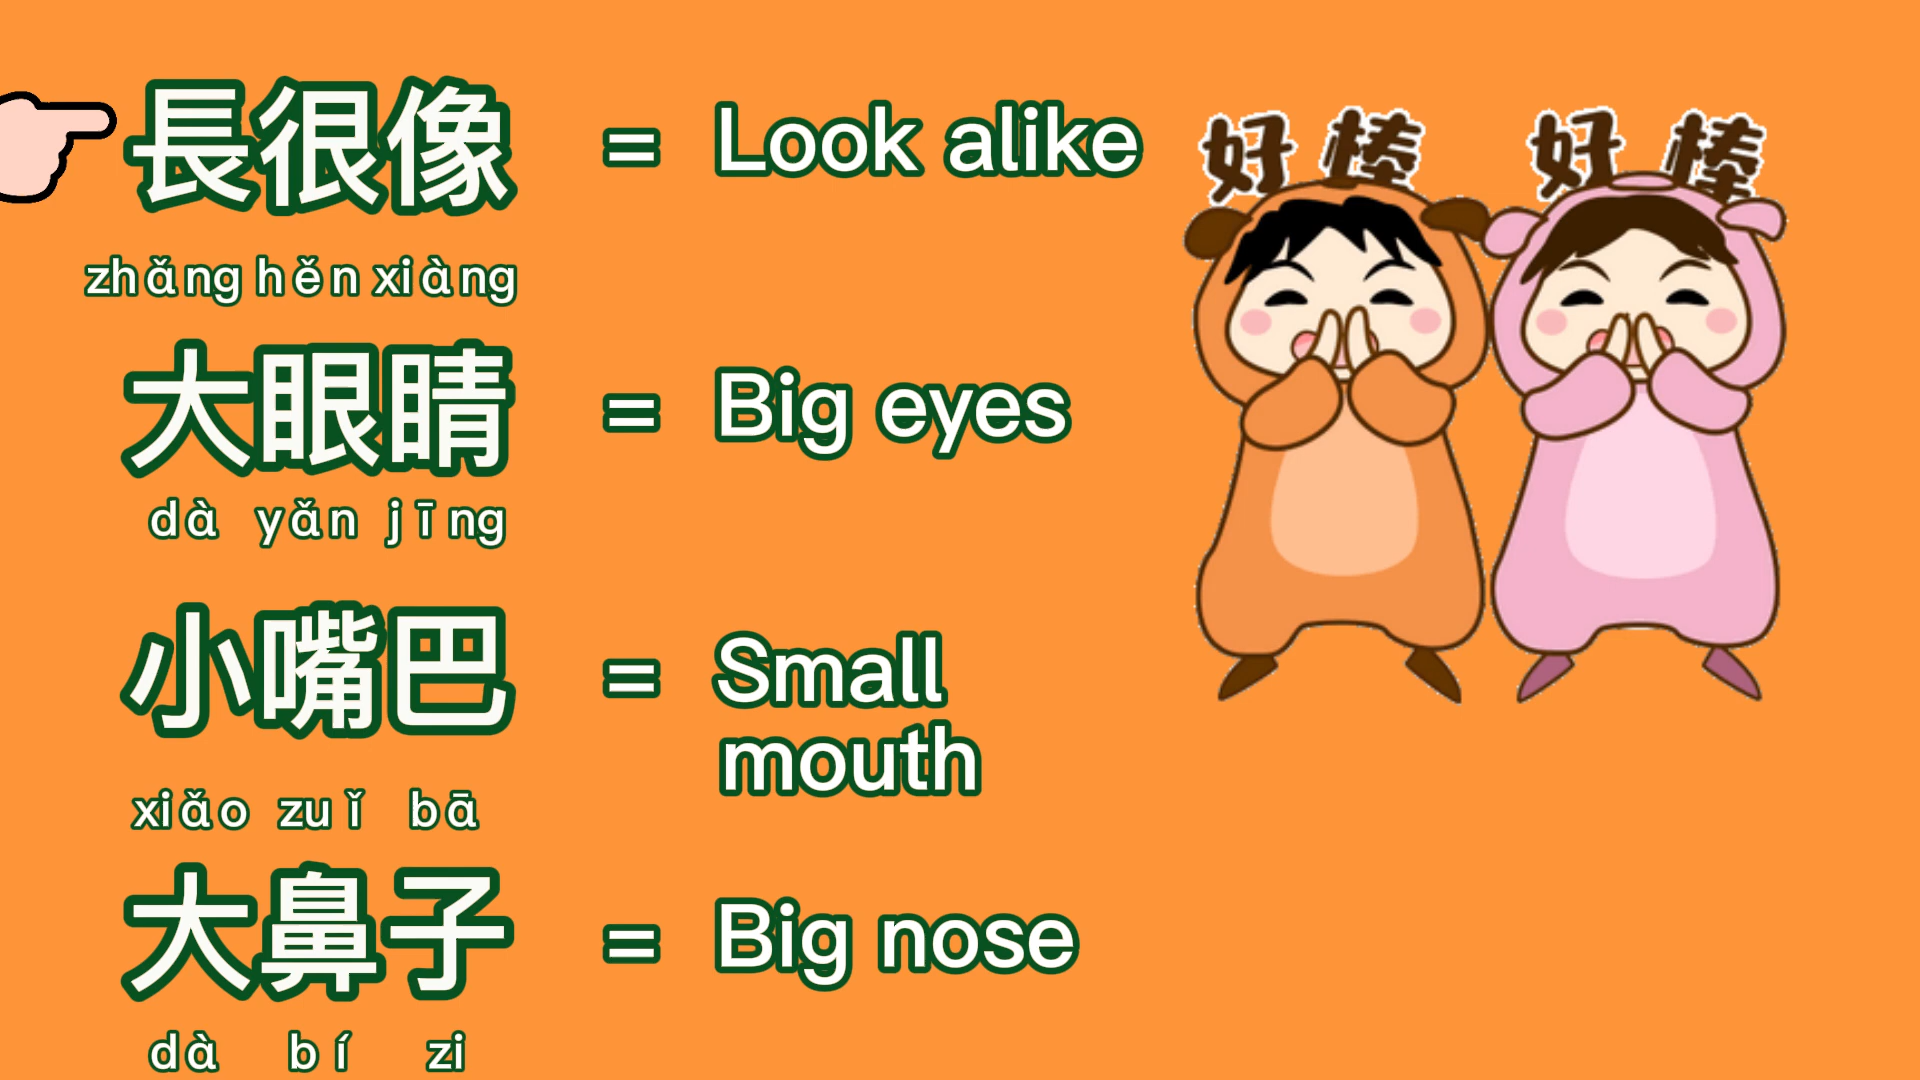 長很像 = Look alike
zhǎng hěn xiàng
大眼睛 = Big eyes
dà yǎn jīng
小嘴巴 = Small
mouth
xiǎo zuǐ bā
大鼻子 = Big nose
dà bí zi
好棒 好棒